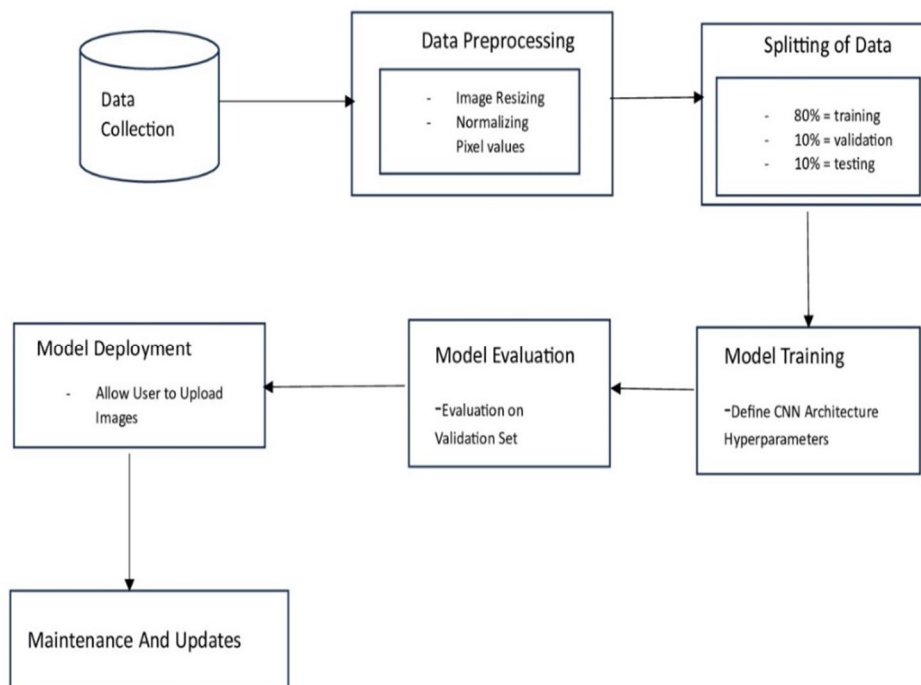 Data
Collection
Data Preprocessing
- Image Resizing
- Normalizing
Pixel values
Splitting of Data
- 80% = training
- 10% = validation
- 10% = testing
Model Training
-Define CNN Architecture
Hyperparameters
Model Evaluation
-Evaluation on
Validation Set
Model Deployment
- Allow User to Upload
Images
Maintenance And Updates